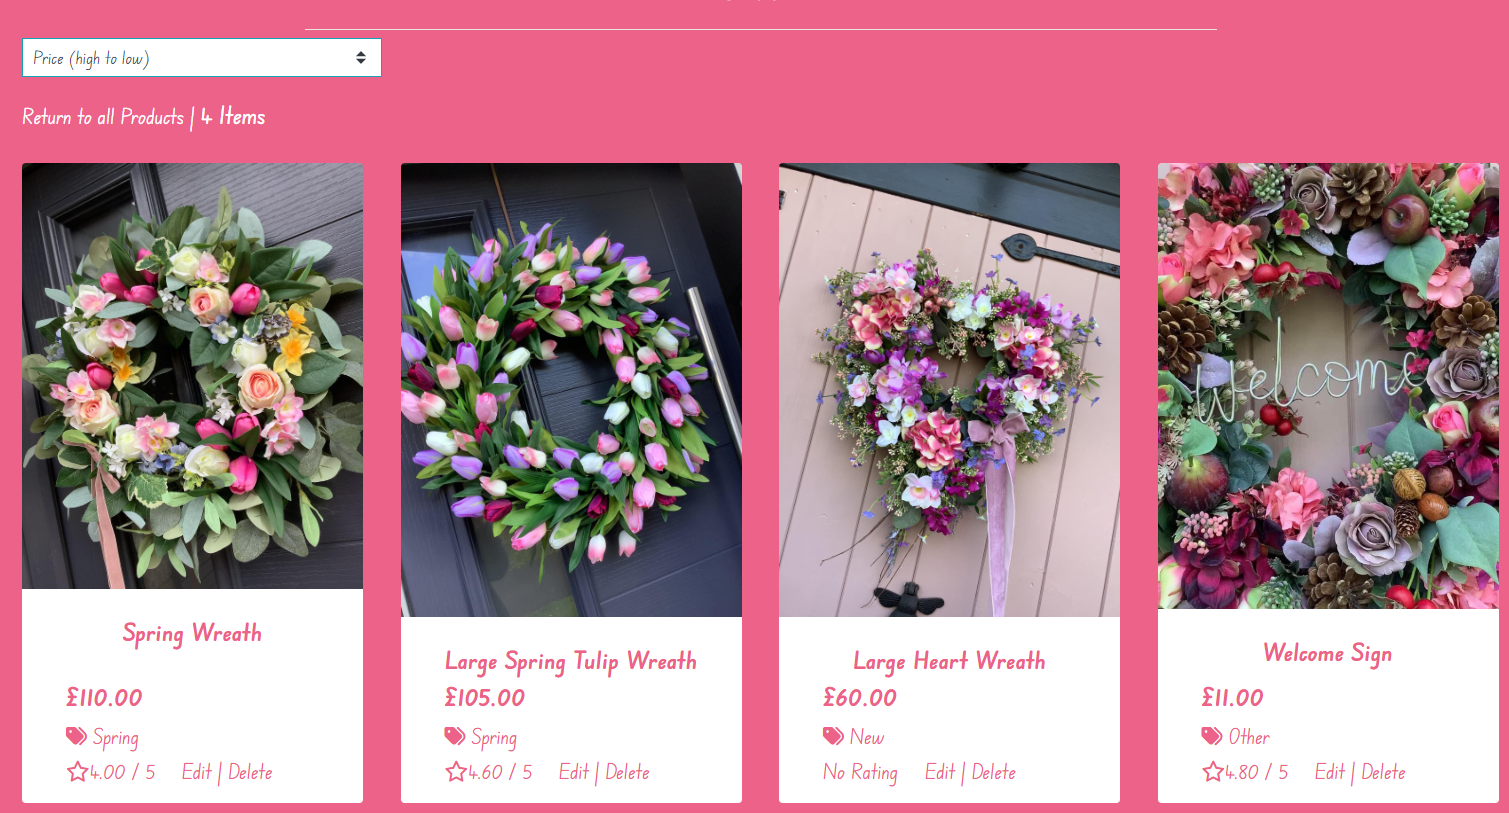 Price (high to low)
Return to all Products | 4 Items
welcome
Spring Wreath
£110.00
Spring
4.00 / 5 Edit | Delete
Large Spring Tulip Wreath
£105.00
Spring
4.60 / 5 Edit | Delete
Large Heart Wreath
£60.00
New
No Rating Edit | Delete
Welcome Sign
£11.00
Other
4.80 / 5 Edit | Delete